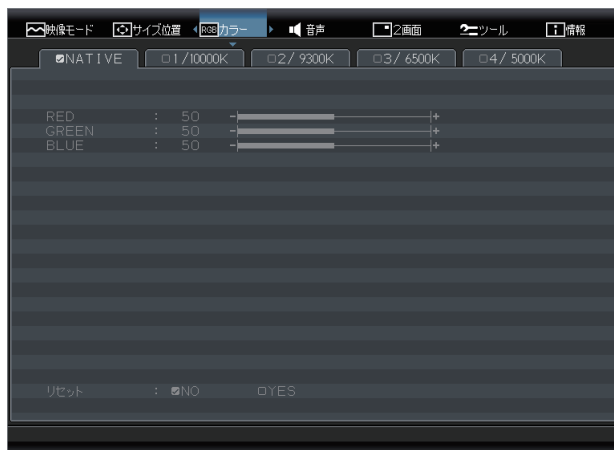 映像モード サイズ位置 RGB カラー 音声 2画面 ツール 情報
NATIVE 1/10000K 2/9300K 3/6500K 4/5000K
RED : 50 - +
GREEN : 50 - +
BLUE : 50 - +
リセット : NO YES